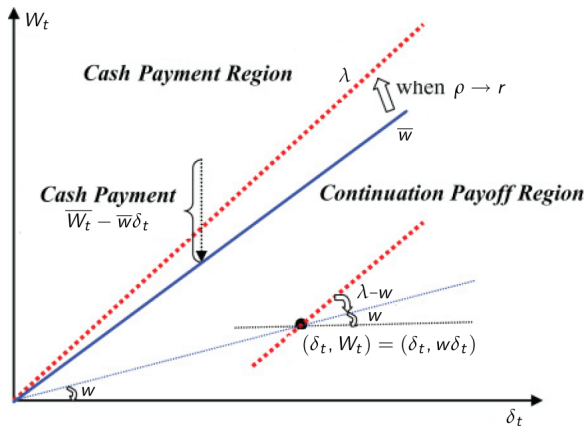 W_t
λ
Cash Payment Region
when ρ → r
w̅
Cash Payment
W̅_t − w̅δ_t
Continuation Payoff Region
λ–w
w
(δ_t, W_t) = (δ_t, wδ_t)
w
δ_t